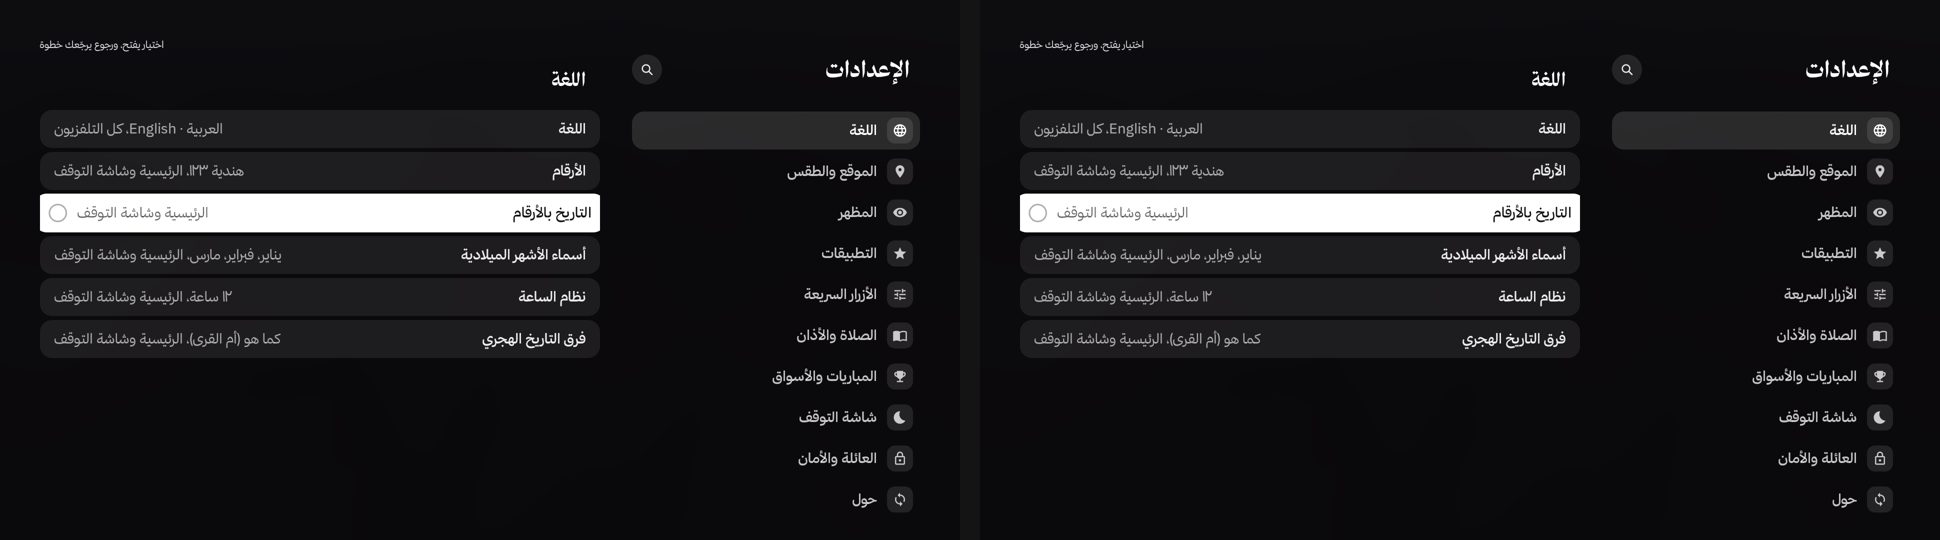 الإعدادات
اللغة
الموقع والطقس
المظهر
التطبيقات
الأزرار السريعة
الصلاة والأذان
المباريات والأسواق
شاشة التوقف
العائلة والأمان
حول
اختيار يفتح، ورجوع يرجّعك خطوة
اللغة
اللغة العربية · English، كل التلفزيون
الأرقام هندية ١٢٣، الرئيسية وشاشة التوقف
التاريخ بالأرقام الرئيسية وشاشة التوقف
أسماء الأشهر الميلادية يناير، فبراير، مارس، الرئيسية وشاشة التوقف
نظام الساعة ١٢ ساعة، الرئيسية وشاشة التوقف
فرق التاريخ الهجري كما هو (أم القرى)، الرئيسية وشاشة التوقف
الإعدادات
اللغة
الموقع والطقس
المظهر
التطبيقات
الأزرار السريعة
الصلاة والأذان
المباريات والأسواق
شاشة التوقف
العائلة والأمان
حول
اختيار يفتح، ورجوع يرجّعك خطوة
اللغة
اللغة العربية · English، كل التلفزيون
الأرقام هندية ١٢٣، الرئيسية وشاشة التوقف
التاريخ بالأرقام الرئيسية وشاشة التوقف
أسماء الأشهر الميلادية يناير، فبراير، مارس، الرئيسية وشاشة التوقف
نظام الساعة ١٢ ساعة، الرئيسية وشاشة التوقف
فرق التاريخ الهجري كما هو (أم القرى)، الرئيسية وشاشة التوقف